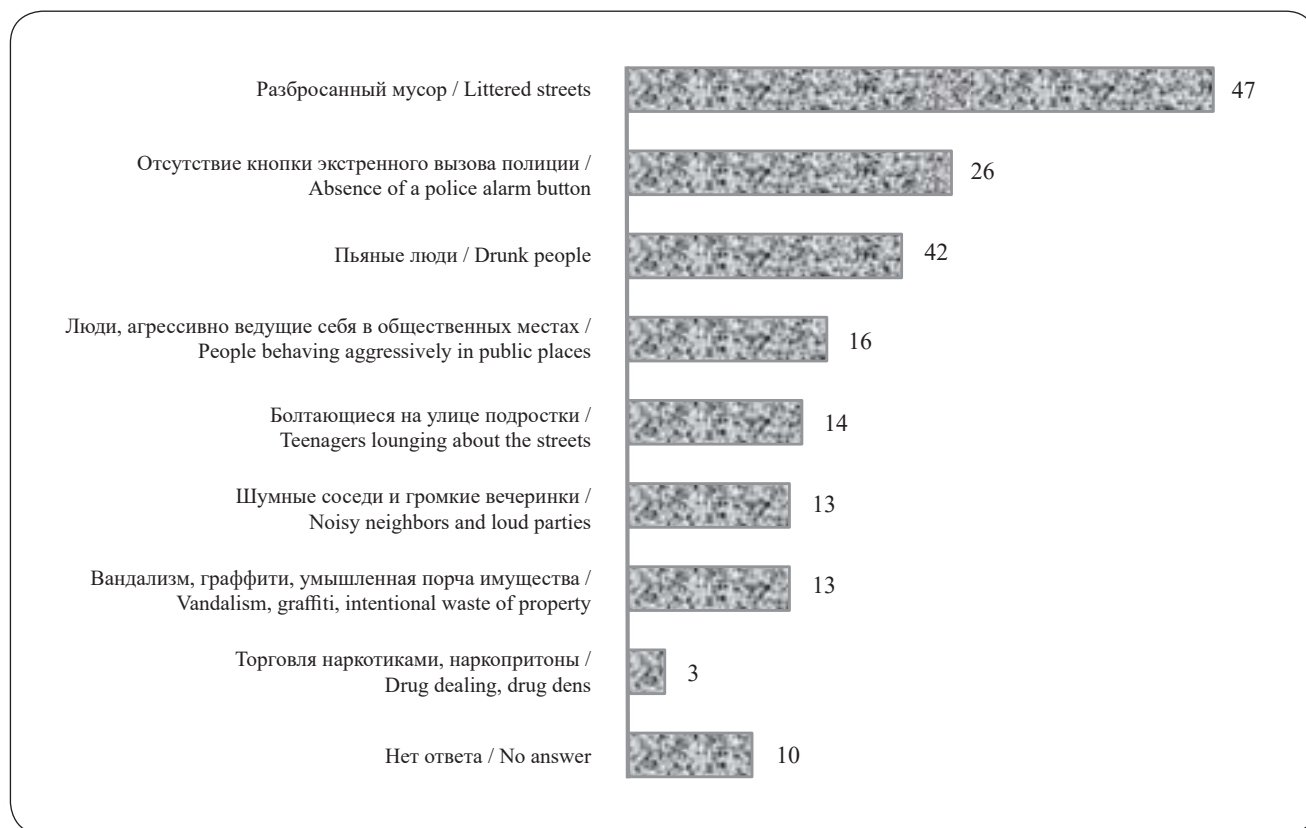 Разбросанный мусор / Littered streets
47
Отсутствие кнопки экстренного вызова полиции /
Absence of a police alarm button
26
Пьяные люди / Drunk people
42
Люди, агрессивно ведущие себя в общественных местах /
People behaving aggressively in public places
16
Болтающиеся на улице подростки /
Teenagers lounging about the streets
14
Шумные соседи и громкие вечеринки /
Noisy neighbors and loud parties
13
Вандализм, граффити, умышленная порча имущества /
Vandalism, graffiti, intentional waste of property
13
Торговля наркотиками, наркопритоны /
Drug dealing, drug dens
3
Нет ответа / No answer
10